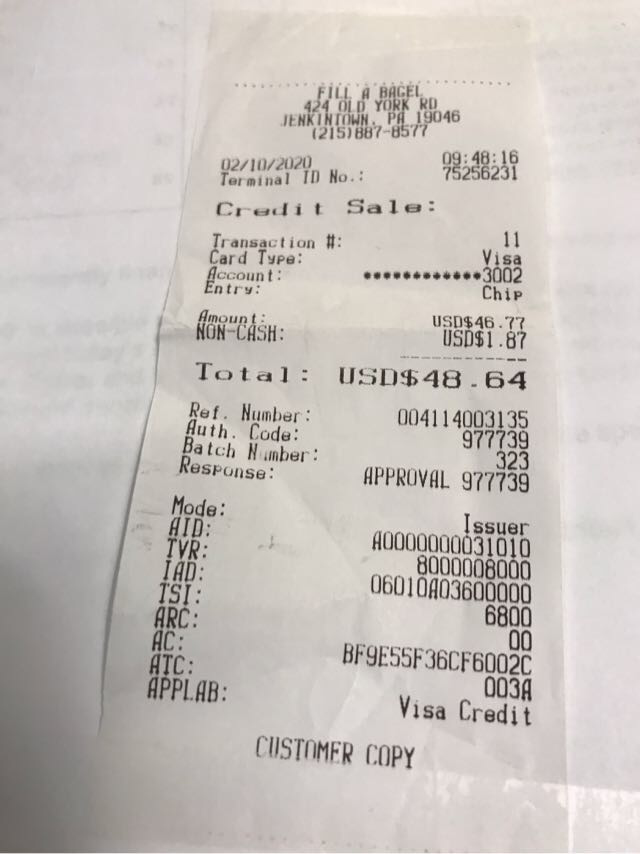 FILL A BAGEL
424 OLD YORK RD
JENKINTOWN, PA 19046
(215)887-8577
02/10/2020 09:48:16
Terminal ID No.: 75256231
Credit Sale:
Transaction #: 11
Card Type: Visa
Account: ************3002
Entry: Chip
Amount: USD$46.77
NON-CASH: USD$1.87
Total: USD$48.64
Ref. Number: 004114003135
Auth. Code: 977739
Batch Number: 323
Response: APPROVAL 977739
Mode: Issuer
AID: A0000000031010
TVR: 8000008000
IAD: 06010A03600000
TSI: 6800
ARC: 00
AC: BF9E55F36CF6002C
ATC: 003A
APPLAB: Visa Credit
CUSTOMER COPY